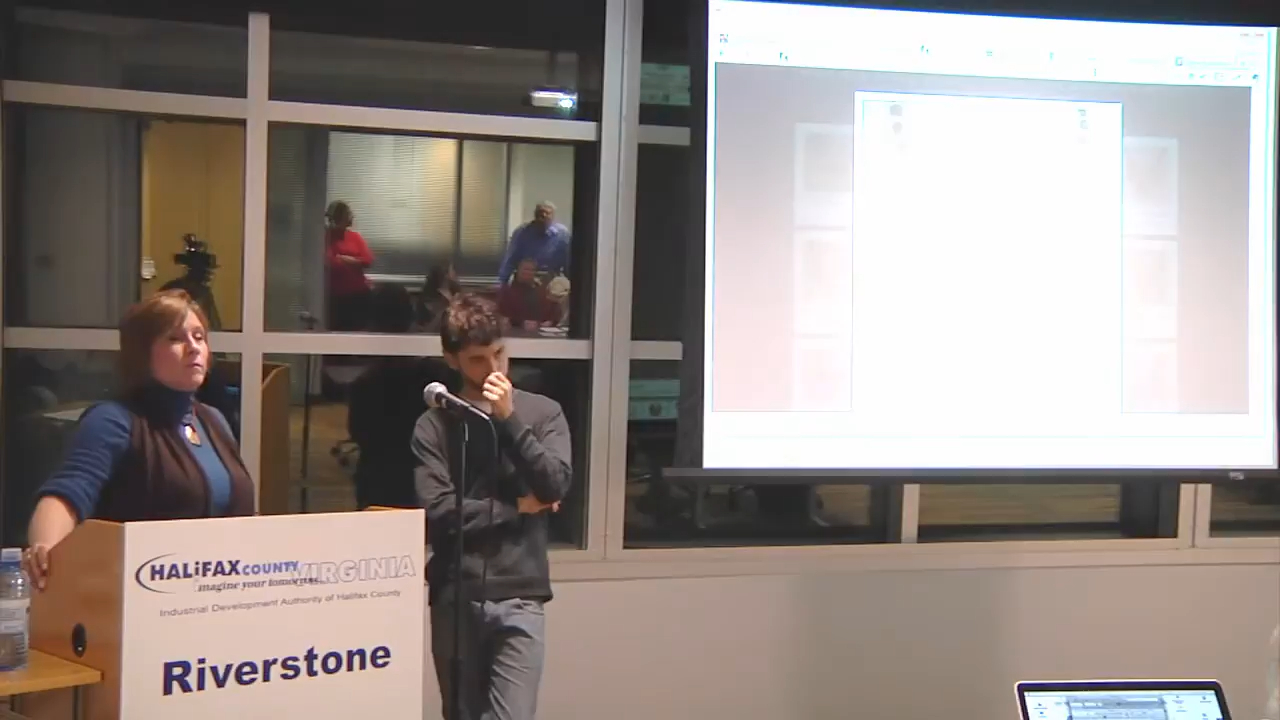 HALiFAX COUNTY VIRGINIA
imagine your tomorrow...
Industrial Development Authority of Halifax County
Riverstone